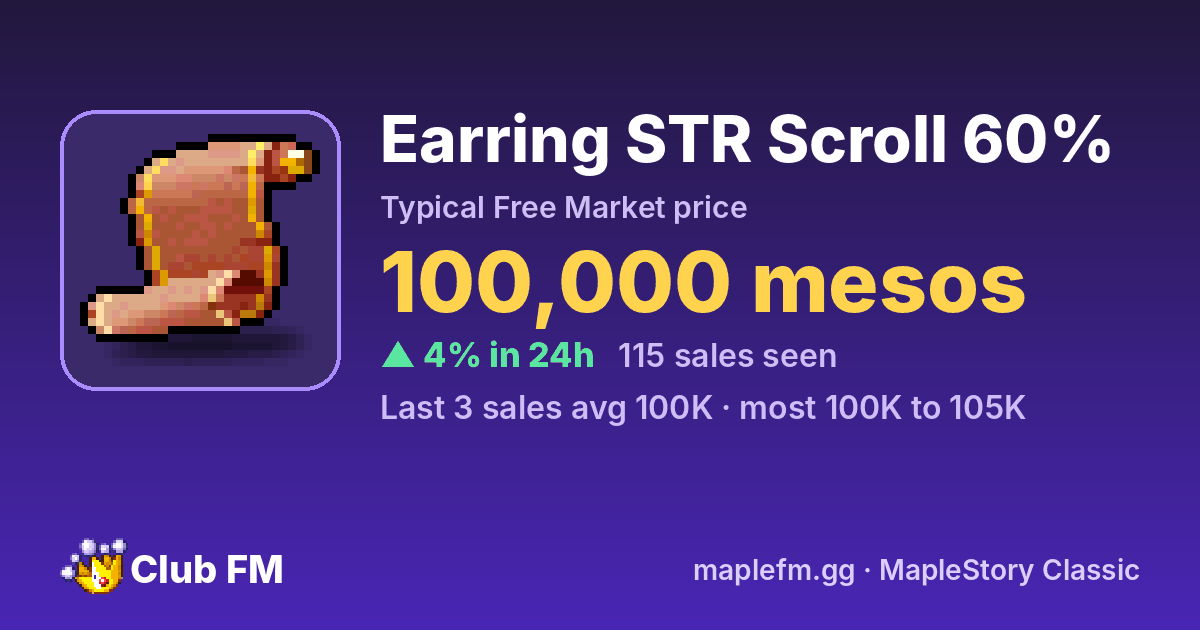 Earring STR Scroll 60%
Typical Free Market price
100,000 mesos
▲ 4% in 24h 115 sales seen
Last 3 sales avg 100K · most 100K to 105K
Club FM
maplefm.gg · MapleStory Classic